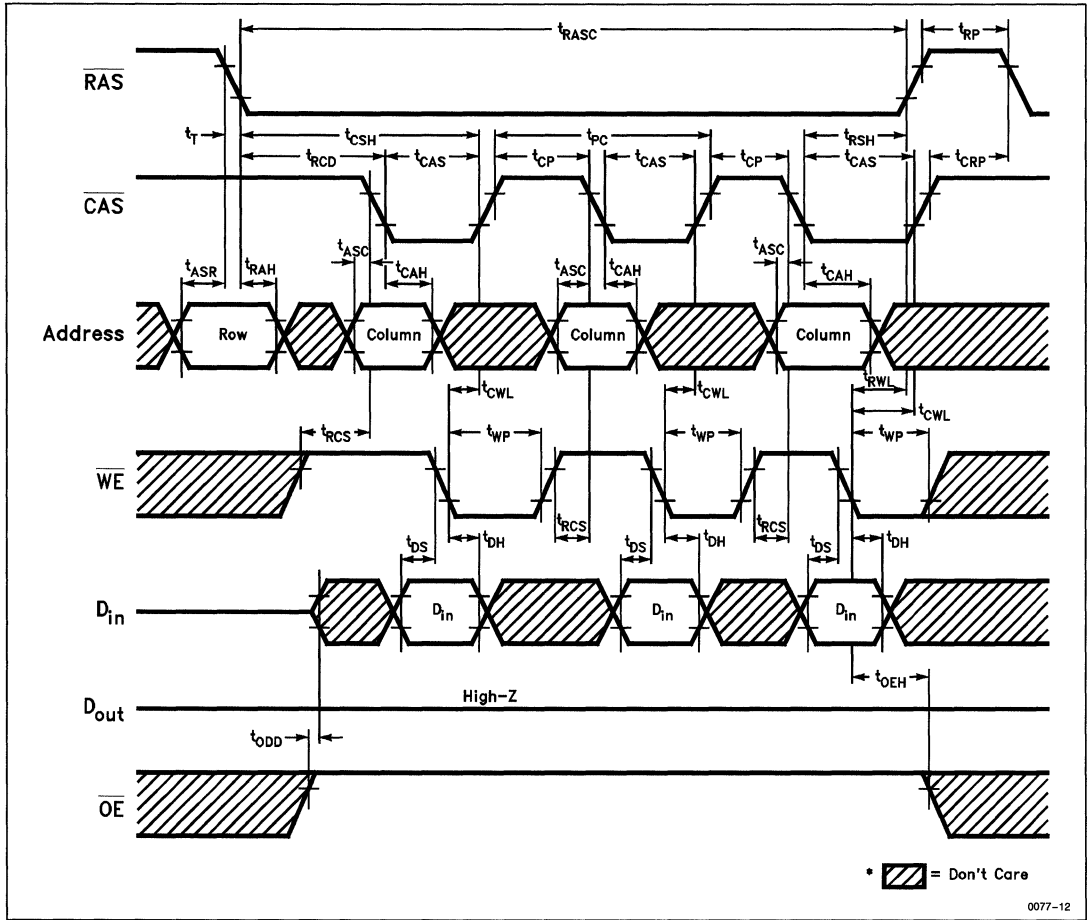 tRASC tRP
RAS
tT tCSH tPC tRSH
tRCD tCAS tCP tCAS tCP tCAS tCRP
CAS
tASR tRAH tASC tCAH tASC tCAH tASC tCAH
Address Row Column Column Column
tCWL tCWL tRWL
tCWL
tRCS tWP tWP tWP
WE
tDS tDH tRCS tDS tDH tRCS tDS tDH
Din Din Din Din
tOEH
High-Z
Dout
tODD
OE
* = Don't Care
0077-12